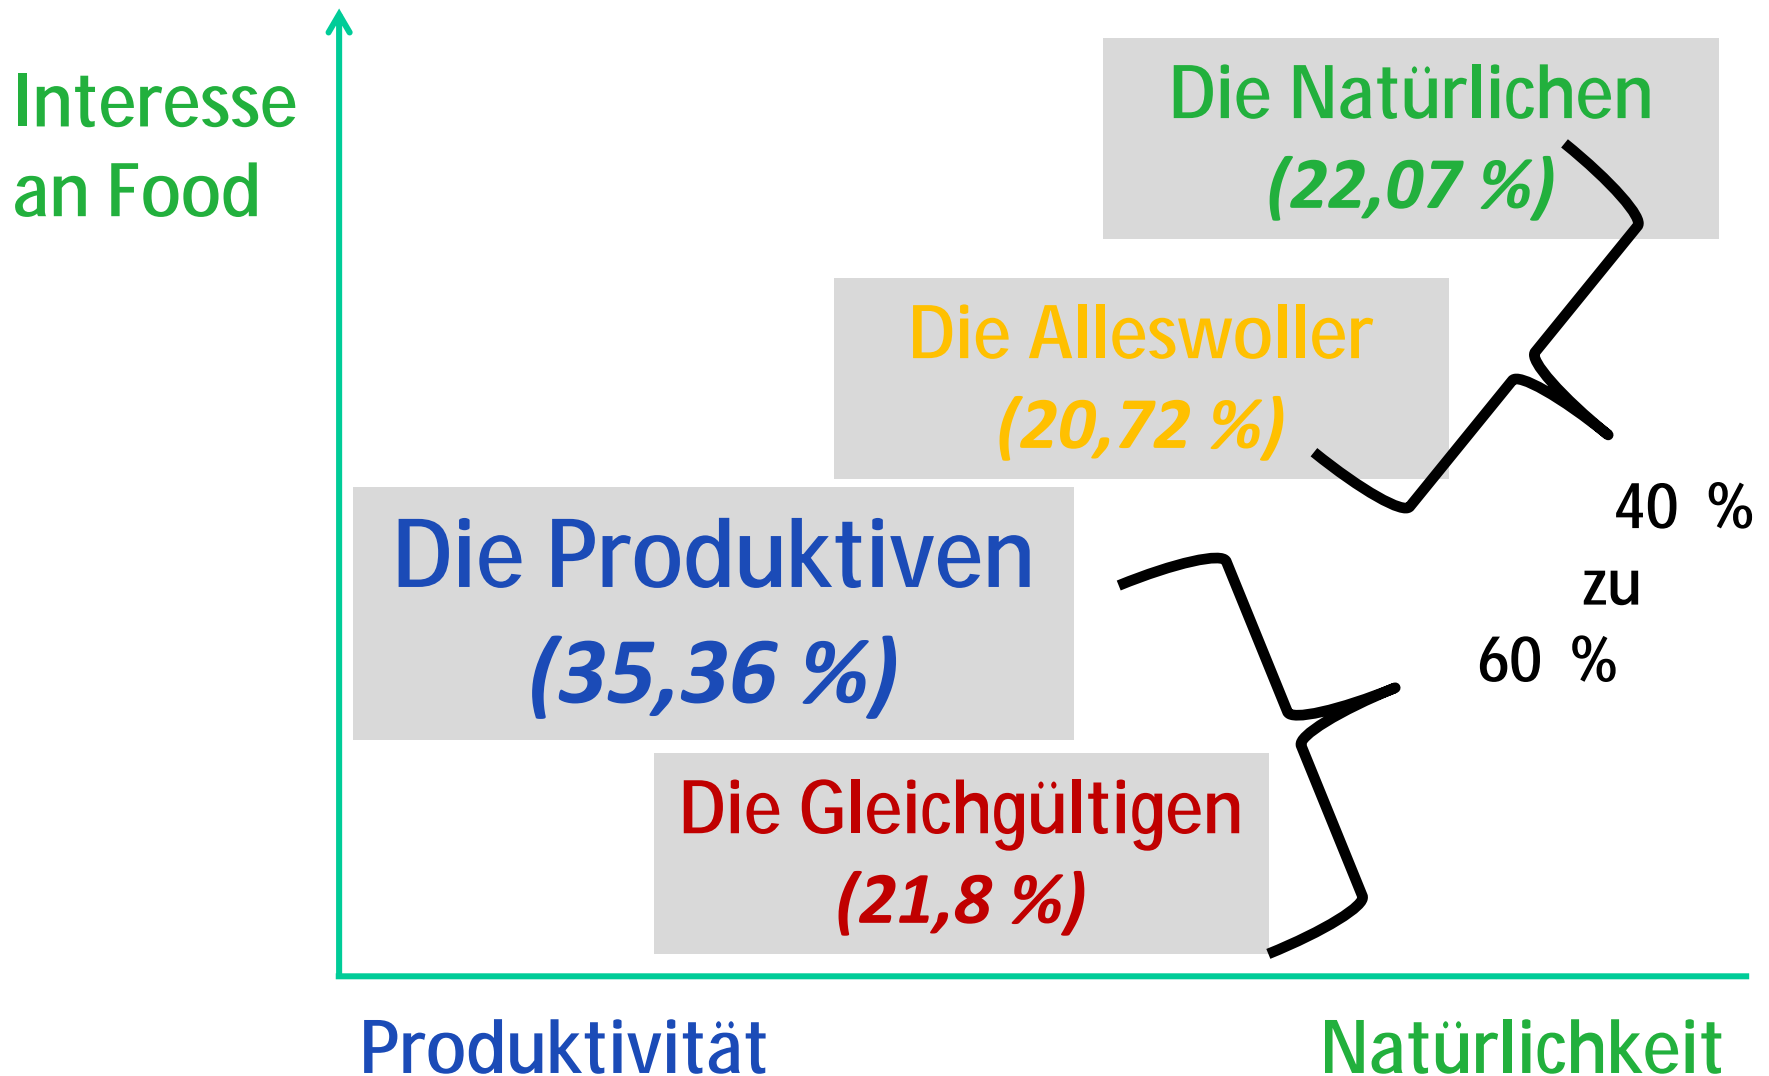 Interesse
an Food
Die Natürlichen
(22,07 %)
Die Alleswoller
(20,72 %)
Die Produktiven
(35,36 %)
Die Gleichgültigen
(21,8 %)
40 %
zu
60 %
Produktivität
Natürlichkeit